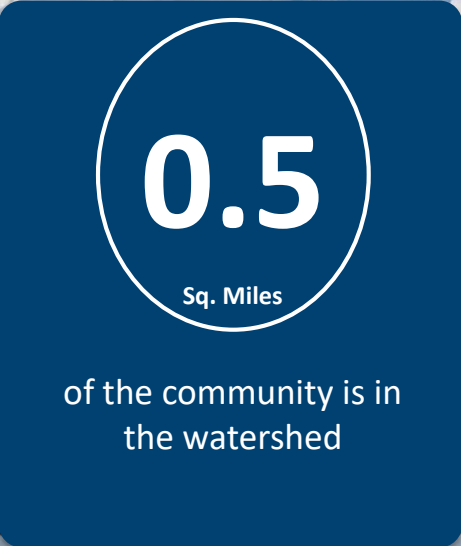 0.5
Sq. Miles
of the community is in
the watershed